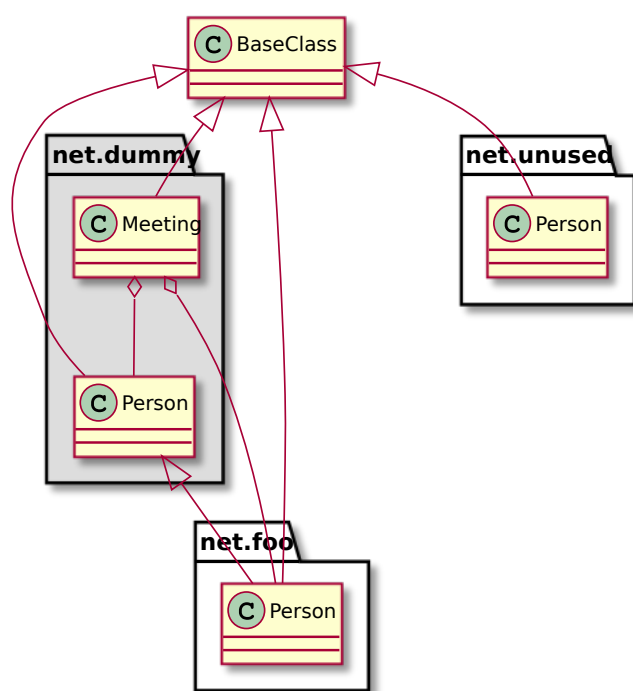 C BaseClass
net.dummy
net.unused
C Meeting
C Person
C Person
net.foo
C Person